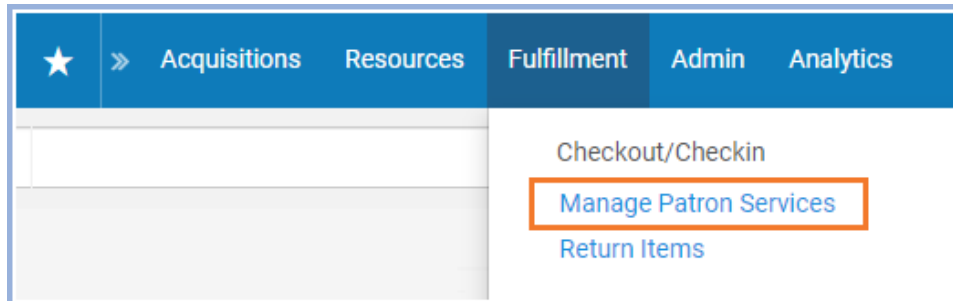 Acquisitions Resources Fulfillment Admin Analytics
Checkout/Checkin
Manage Patron Services
Return Items